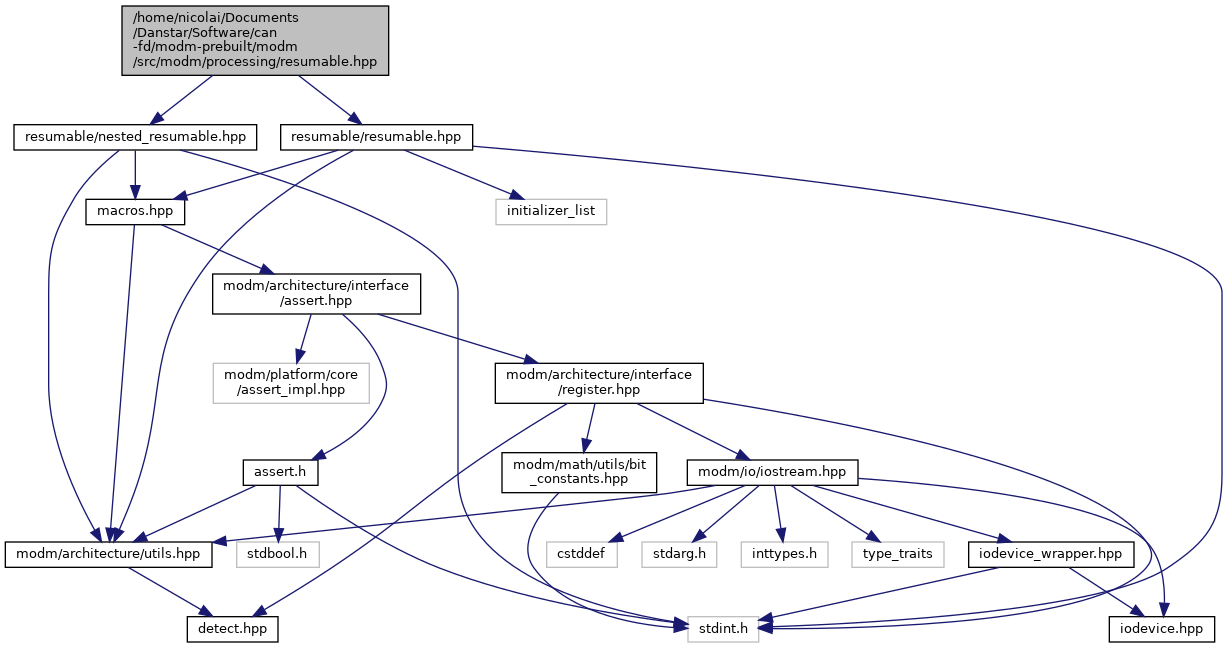 /home/nicolai/Documents
/Danstar/Software/can
-fd/modm-prebuilt/modm
/src/modm/processing/resumable.hpp
resumable/nested_resumable.hpp
resumable/resumable.hpp
macros.hpp
initializer_list
modm/architecture/interface
/assert.hpp
modm/platform/core
/assert_impl.hpp
modm/architecture/interface
/register.hpp
assert.h
modm/math/utils/bit
_constants.hpp
modm/io/iostream.hpp
modm/architecture/utils.hpp
stdbool.h
cstddef
stdarg.h
inttypes.h
type_traits
iodevice_wrapper.hpp
detect.hpp
stdint.h
iodevice.hpp